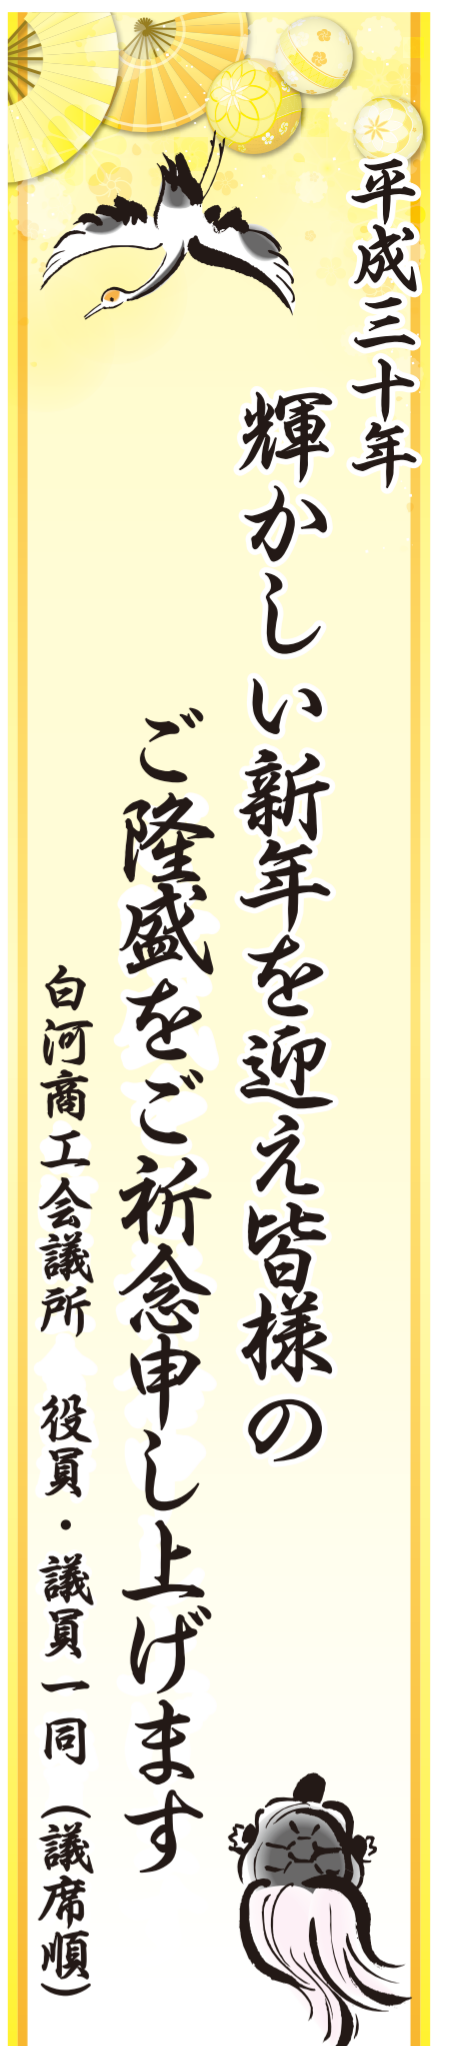 平成三十年
輝かしい新年を迎え皆様の
ご隆盛をご祈念申し上げます
白河商工会議所 役員・議員一同(議席順)